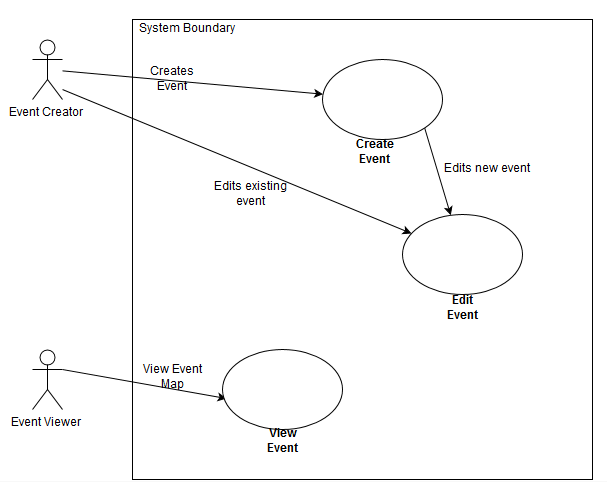 System Boundary
Creates
Event
Event Creator
Create
Event
Edits new event
Edits existing
event
Edit
Event
View Event
Map
Event Viewer
View
Event